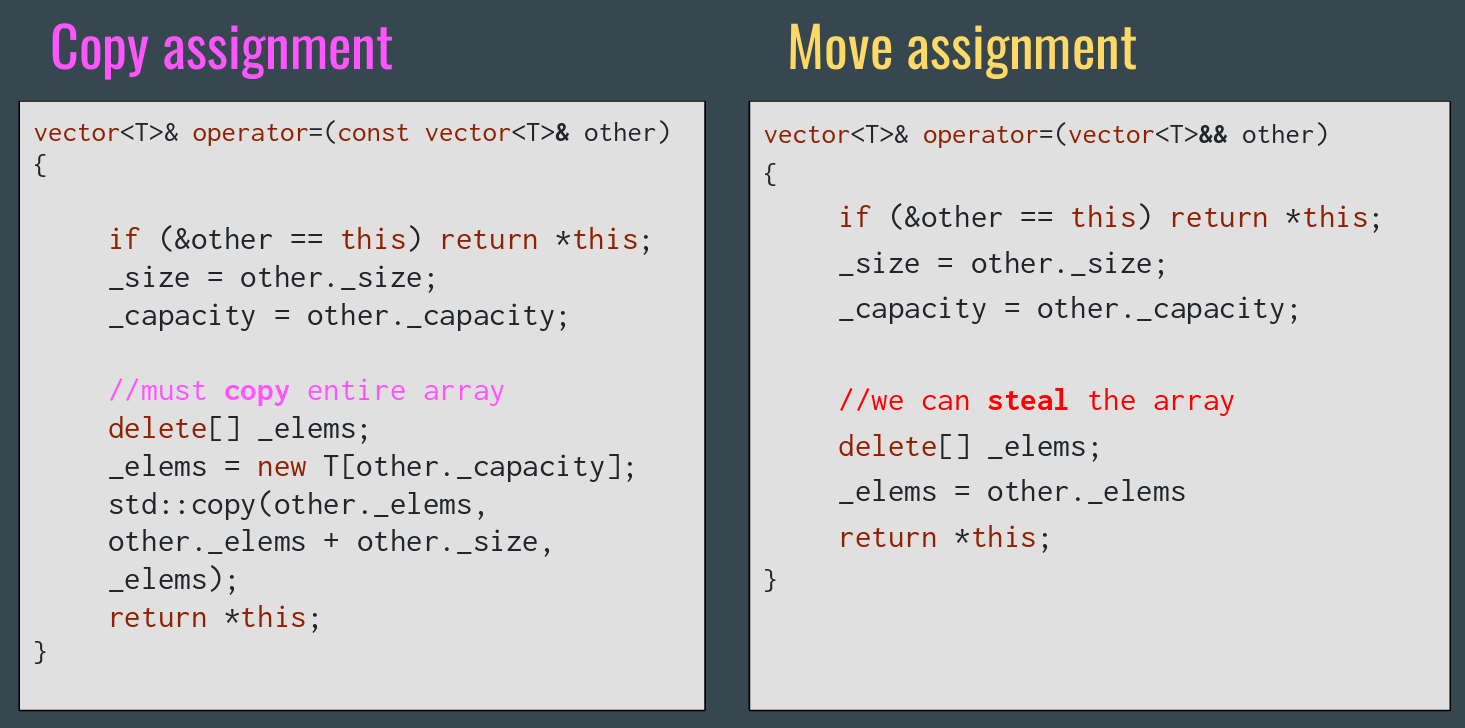 Copy assignment
vector<T>& operator=(const vector<T>& other)
{
if (&other == this) return *this;
_size = other._size;
_capacity = other._capacity;
//must copy entire array
delete[] _elems;
_elems = new T[other._capacity];
std::copy(other._elems,
other._elems + other._size,
_elems);
return *this;
}
Move assignment
vector<T>& operator=(vector<T>&& other)
{
if (&other == this) return *this;
_size = other._size;
_capacity = other._capacity;
//we can steal the array
delete[] _elems;
_elems = other._elems
return *this;
}